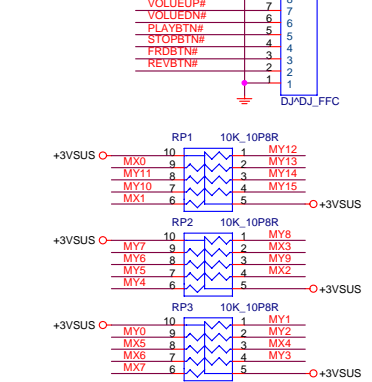 VOLUEUP# 7 7
VOLUEDN# 6 6
PLAYBTN# 5 5
STOPBTN# 4 4
FRDBTN# 3 3
REVBTN# 2 2
1 1
DJ^DJ_FFC
RP1 10K_10P8R
+3VSUS 10 1 MY12
MX0 9 2 MY13
MY11 8 3 MY14
MY10 7 4 MY15
MX1 6 5 +3VSUS
RP2 10K_10P8R
+3VSUS 10 1 MY8
MY7 9 2 MX3
MY6 8 3 MY9
MY5 7 4 MX2
MY4 6 5 +3VSUS
RP3 10K_10P8R
+3VSUS 10 1 MY1
MY0 9 2 MY2
MX5 8 3 MX4
MX6 7 4 MY3
MX7 6 5 +3VSUS